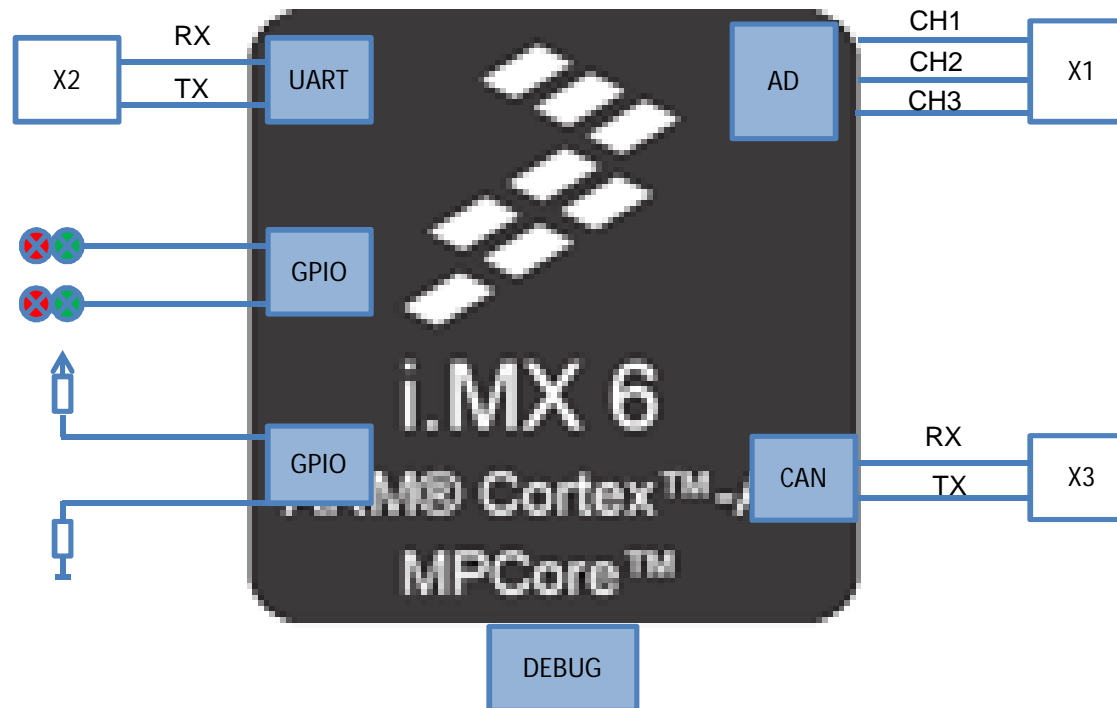 RX
TX
X2
UART
AD
CH1
CH2
CH3
X1
GPIO
i.MX 6
GPIO
CAN
RX
TX
X3
Cortex™
MPCore™
DEBUG